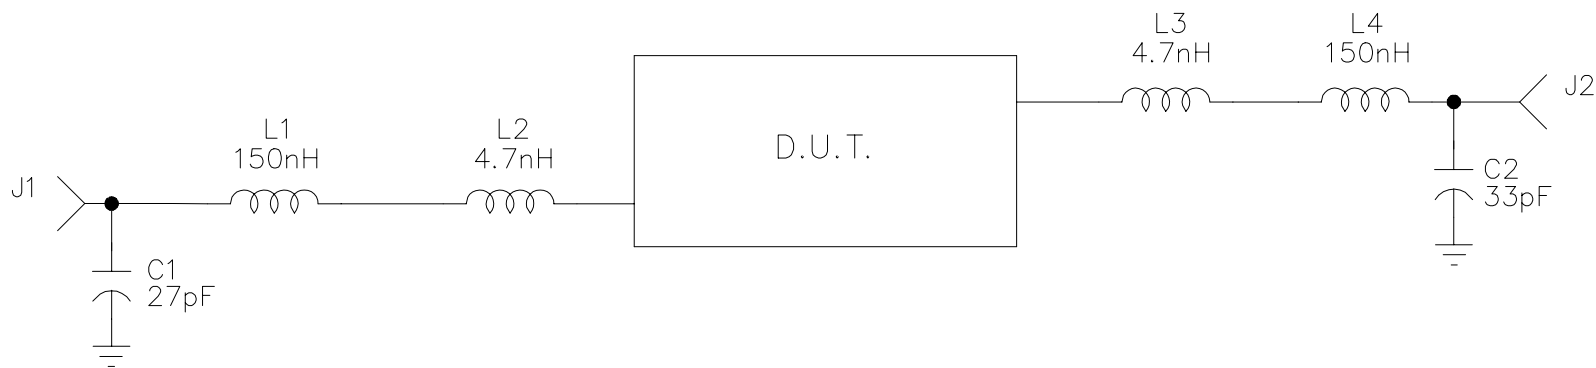 J1
C1
27pF
L1
150nH
L2
4.7nH
D.U.T.
L3
4.7nH
L4
150nH
J2
C2
33pF